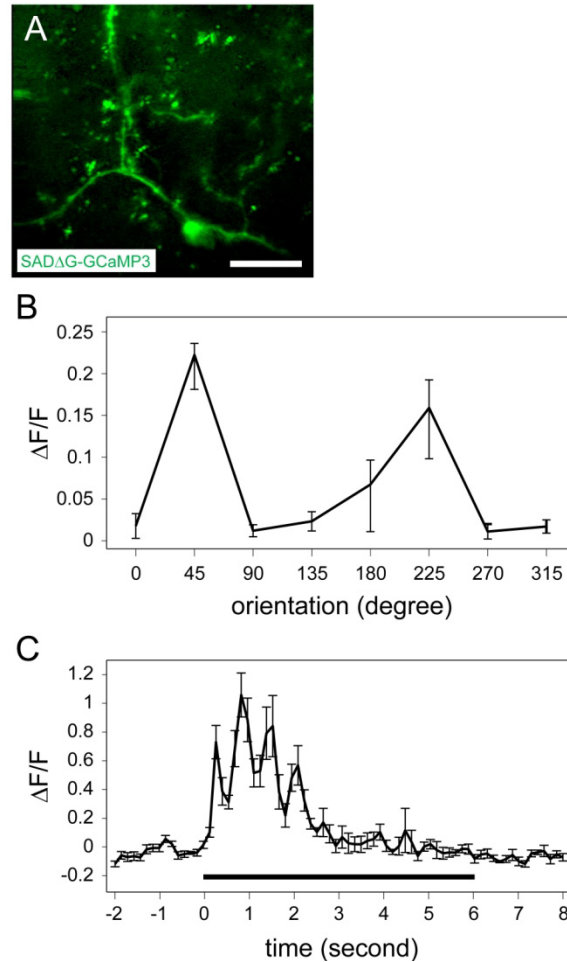 A
SADΔG-GCaMP3
B
0.25
0.2
0.15
0.1
0.05
0
ΔF/F
0 45 90 135 180 225 270 315
orientation (degree)
C
1.2
1
0.8
0.6
0.4
0.2
0
-0.2
ΔF/F
-2 -1 0 1 2 3 4 5 6 7 8
time (second)